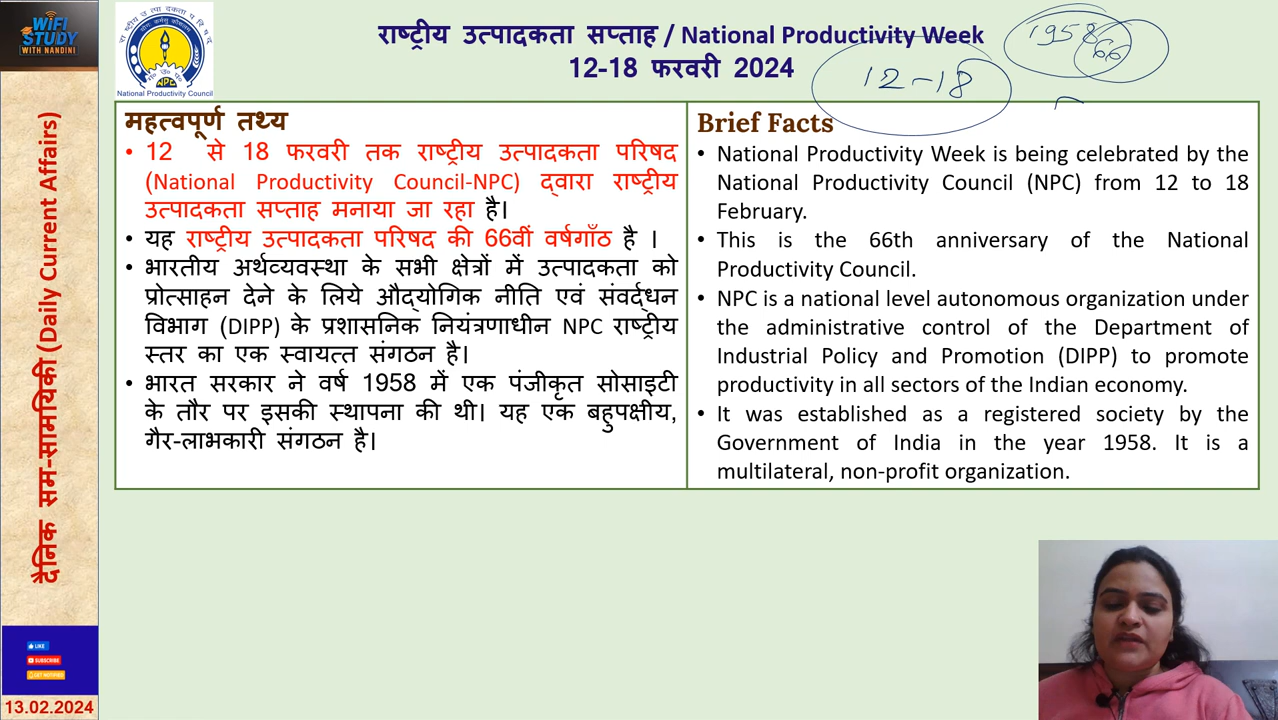 WiFi
STUDY
WITH NANDINI
राष्ट्रीय उत्पादकता परिषद
National Productivity Council
राष्ट्रीय उत्पादकता सप्ताह / National Productivity Week
12-18 फरवरी 2024
1958
66
12-18
महत्वपूर्ण तथ्य
• 12 से 18 फरवरी तक राष्ट्रीय उत्पादकता परिषद
(National Productivity Council-NPC) द्वारा राष्ट्रीय
उत्पादकता सप्ताह मनाया जा रहा है।
• यह राष्ट्रीय उत्पादकता परिषद की 66वीं वर्षगाँठ है ।
• भारतीय अर्थव्यवस्था के सभी क्षेत्रों में उत्पादकता को
प्रोत्साहन देने के लिये औद्योगिक नीति एवं संवर्द्धन
विभाग (DIPP) के प्रशासनिक नियंत्रणाधीन NPC राष्ट्रीय
स्तर का एक स्वायत्त संगठन है।
• भारत सरकार ने वर्ष 1958 में एक पंजीकृत सोसाइटी
के तौर पर इसकी स्थापना की थी। यह एक बहुपक्षीय,
गैर-लाभकारी संगठन है।
Brief Facts
• National Productivity Week is being celebrated by the
National Productivity Council (NPC) from 12 to 18
February.
• This is the 66th anniversary of the National
Productivity Council.
• NPC is a national level autonomous organization under
the administrative control of the Department of
Industrial Policy and Promotion (DIPP) to promote
productivity in all sectors of the Indian economy.
• It was established as a registered society by the
Government of India in the year 1958. It is a
multilateral, non-profit organization.
दैनिक सम-सामयिकी (Daily Current Affairs)
LIKE
SUBSCRIBE
GET NOTIFIED
13.02.2024